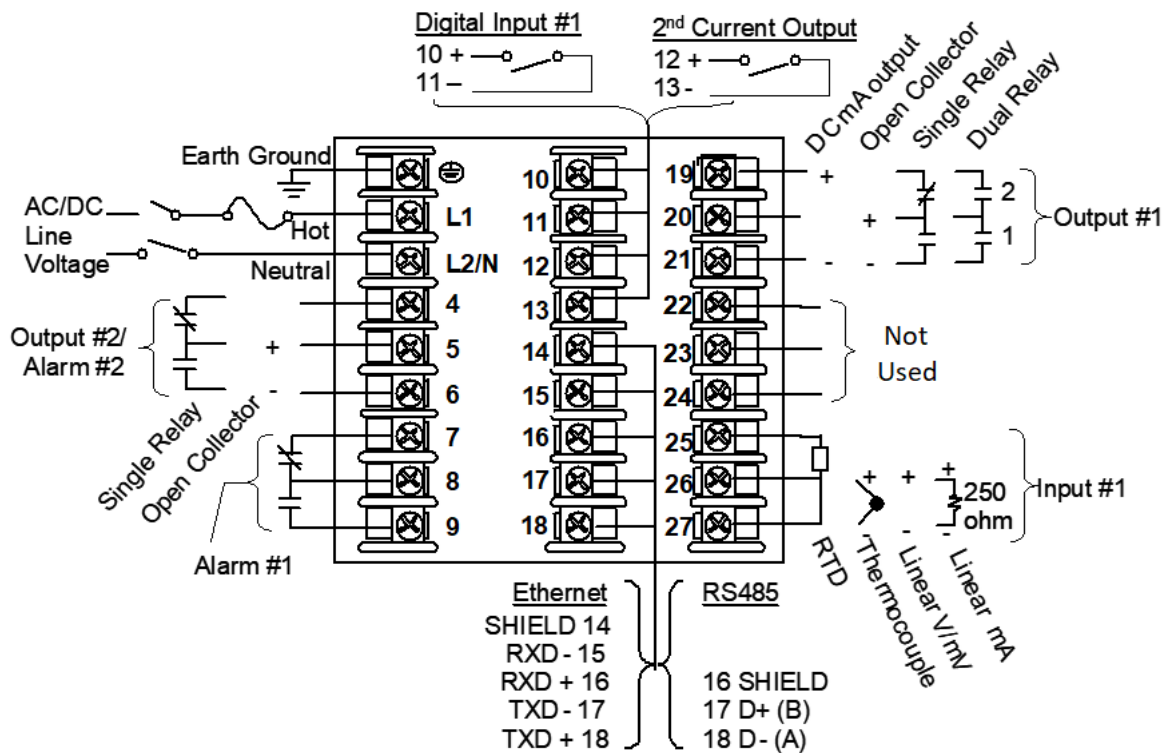 Digital Input #1
10 +
11 –
2nd Current Output
12 +
13 -
DC mA output
Open Collector
Single Relay
Dual Relay
Earth Ground
AC/DC
Line
Voltage
Hot
Neutral
L1
L2/N
4
5
6
7
8
9
10
11
12
13
14
15
16
17
18
19
20
21
22
23
24
25
26
27
+
+
-
-
2
1
Output #1
Output #2/
Alarm #2
+
-
Single Relay
Open Collector
Alarm #1
Not
Used
+
+
+
250
ohm
-
-
-
Input #1
RTD
Thermocouple
Linear V/mV
Linear mA
Ethernet
SHIELD 14
RXD - 15
RXD + 16
TXD - 17
TXD + 18
RS485
16 SHIELD
17 D+ (B)
18 D- (A)